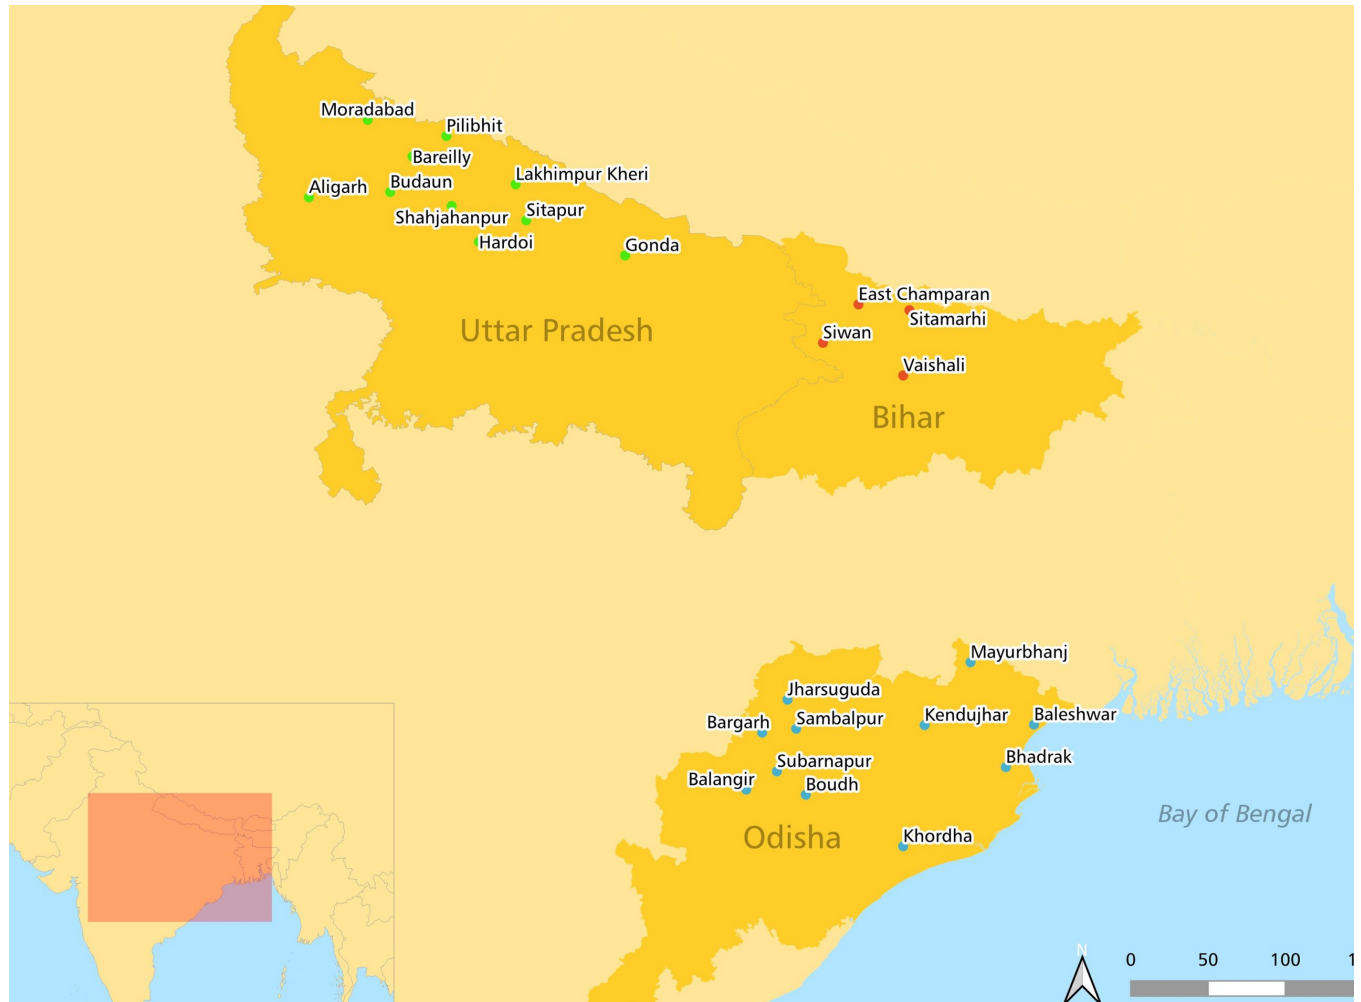 Moradabad
Pilibhit
Bareilly
Lakhimpur Kheri
Aligarh
Budaun
Shahjahanpur
Sitapur
Hardoi
Gonda
Uttar Pradesh
East Champaran
Sitamarhi
Siwan
Vaishali
Bihar
Mayurbhanj
Jharsuguda
Bargarh
Sambalpur
Kendujhar
Baleshwar
Subarnapur
Bhadrak
Balangir
Boudh
Odisha
Khordha
Bay of Bengal
N
0 50 100